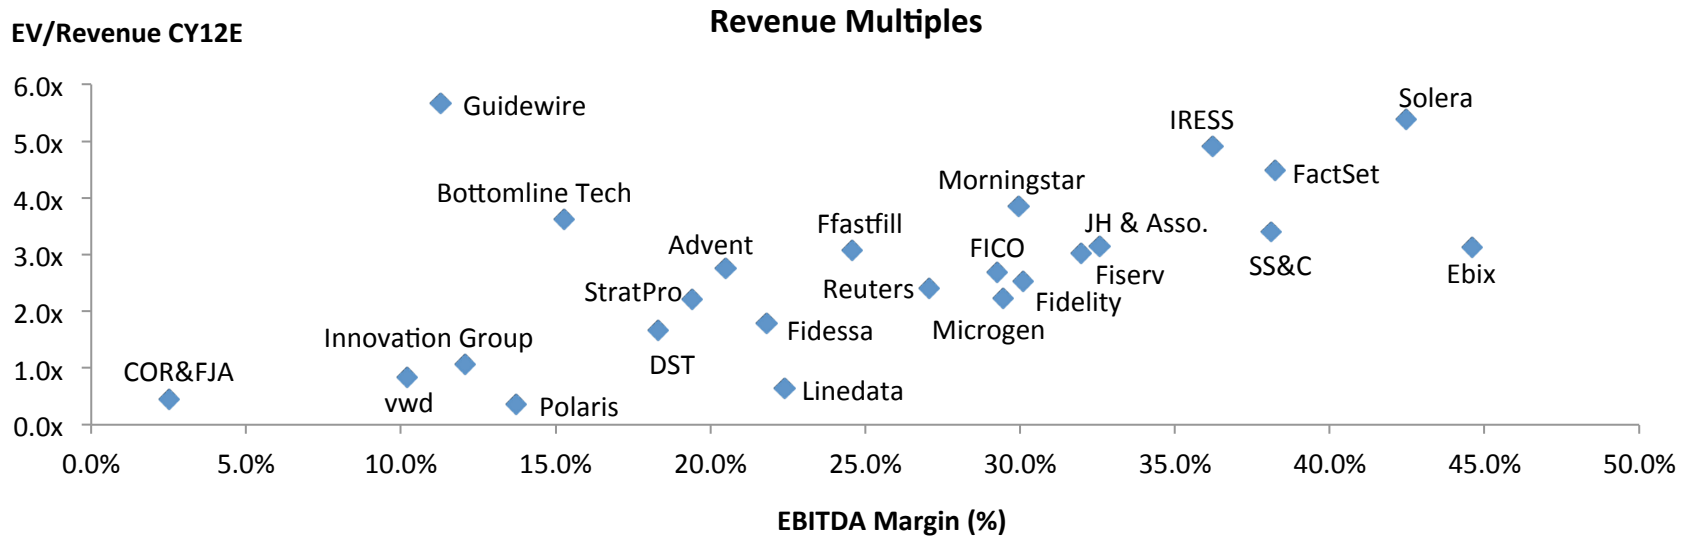 Revenue Multiples
EV/Revenue CY12E
6.0x
5.0x
4.0x
3.0x
2.0x
1.0x
0.0x
Guidewire
Solera
IRESS
FactSet
Morningstar
Bottomline Tech
Ffastfill
JH & Asso.
Advent
FICO
Fiserv
SS&C
Ebix
StratPro
Reuters
Fidelity
Innovation Group
Fidessa
Microgen
COR&FJA
DST
Linedata
vwd
Polaris
0.0%
5.0%
10.0%
15.0%
20.0%
25.0%
30.0%
35.0%
40.0%
45.0%
50.0%
EBITDA Margin (%)